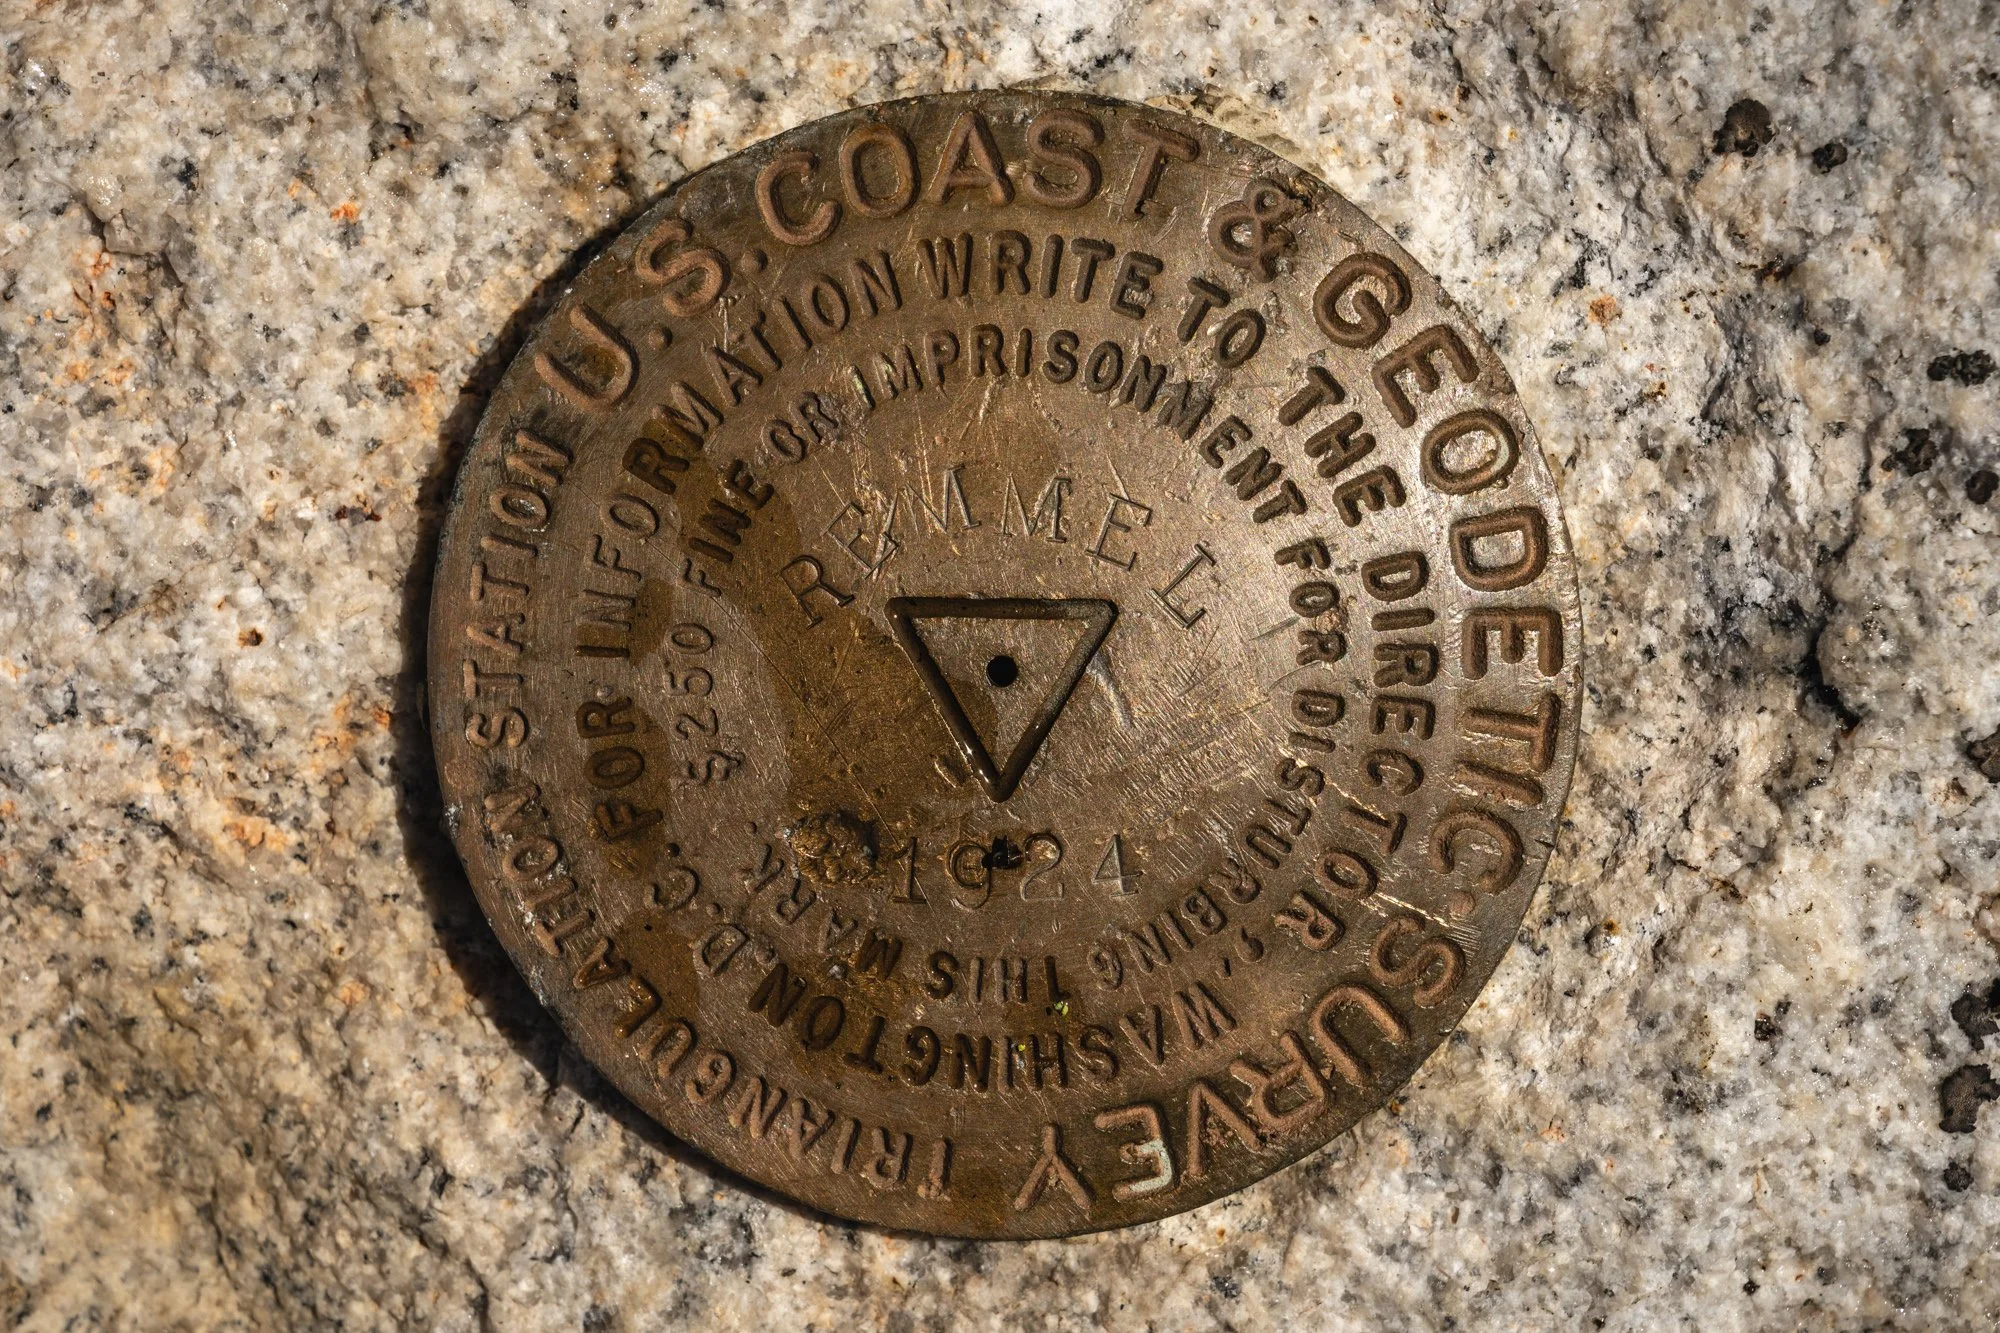 U.S. COAST & GEODETIC SURVEY
TRIANGULATION STATION
FOR INFORMATION WRITE TO THE DIRECTOR, WASHINGTON, D.C.
$250 FINE OR IMPRISONMENT FOR DISTURBING THIS MARK.
REMMEL
1924